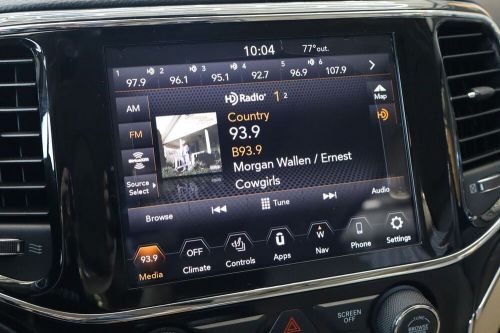 10:04 77° out.
1 97.9 2 96.1 3 95.1 4 92.7 5 96.9 6 107.9
AM
FM
Source Select
HD Radio 1 2
Country
93.9
B93.9
Morgan Wallen / Ernest
Cowgirls
Map
HD
Browse
Tune
Audio
93.9 OFF Ü W
Media Climate Controls Apps Nav Phone Settings
SCREEN OFF
BROWSE